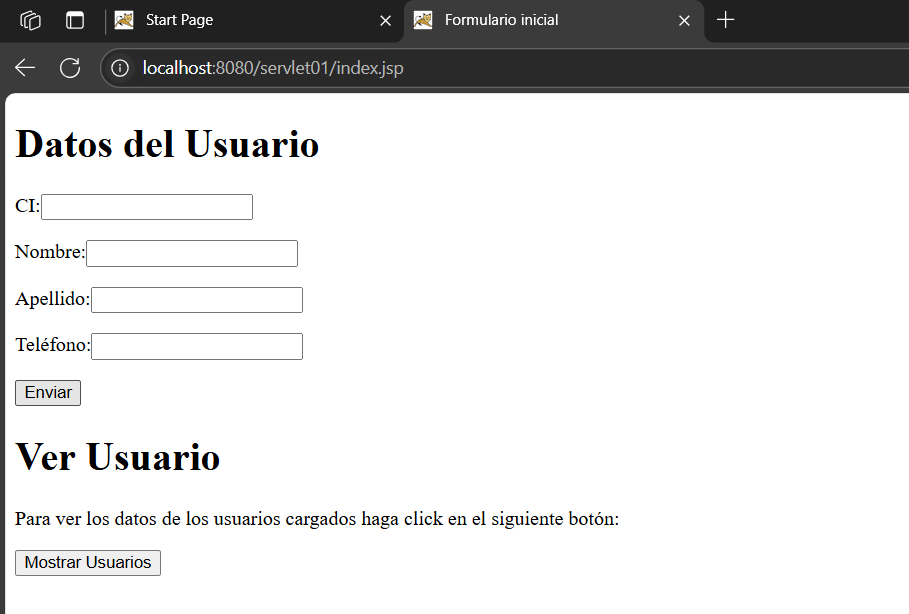 Start Page
Formulario inicial
localhost:8080/servlet01/index.jsp
Datos del Usuario
CI:
Nombre:
Apellido:
Teléfono:
Enviar
Ver Usuario
Para ver los datos de los usuarios cargados haga click en el siguiente botón:
Mostrar Usuarios